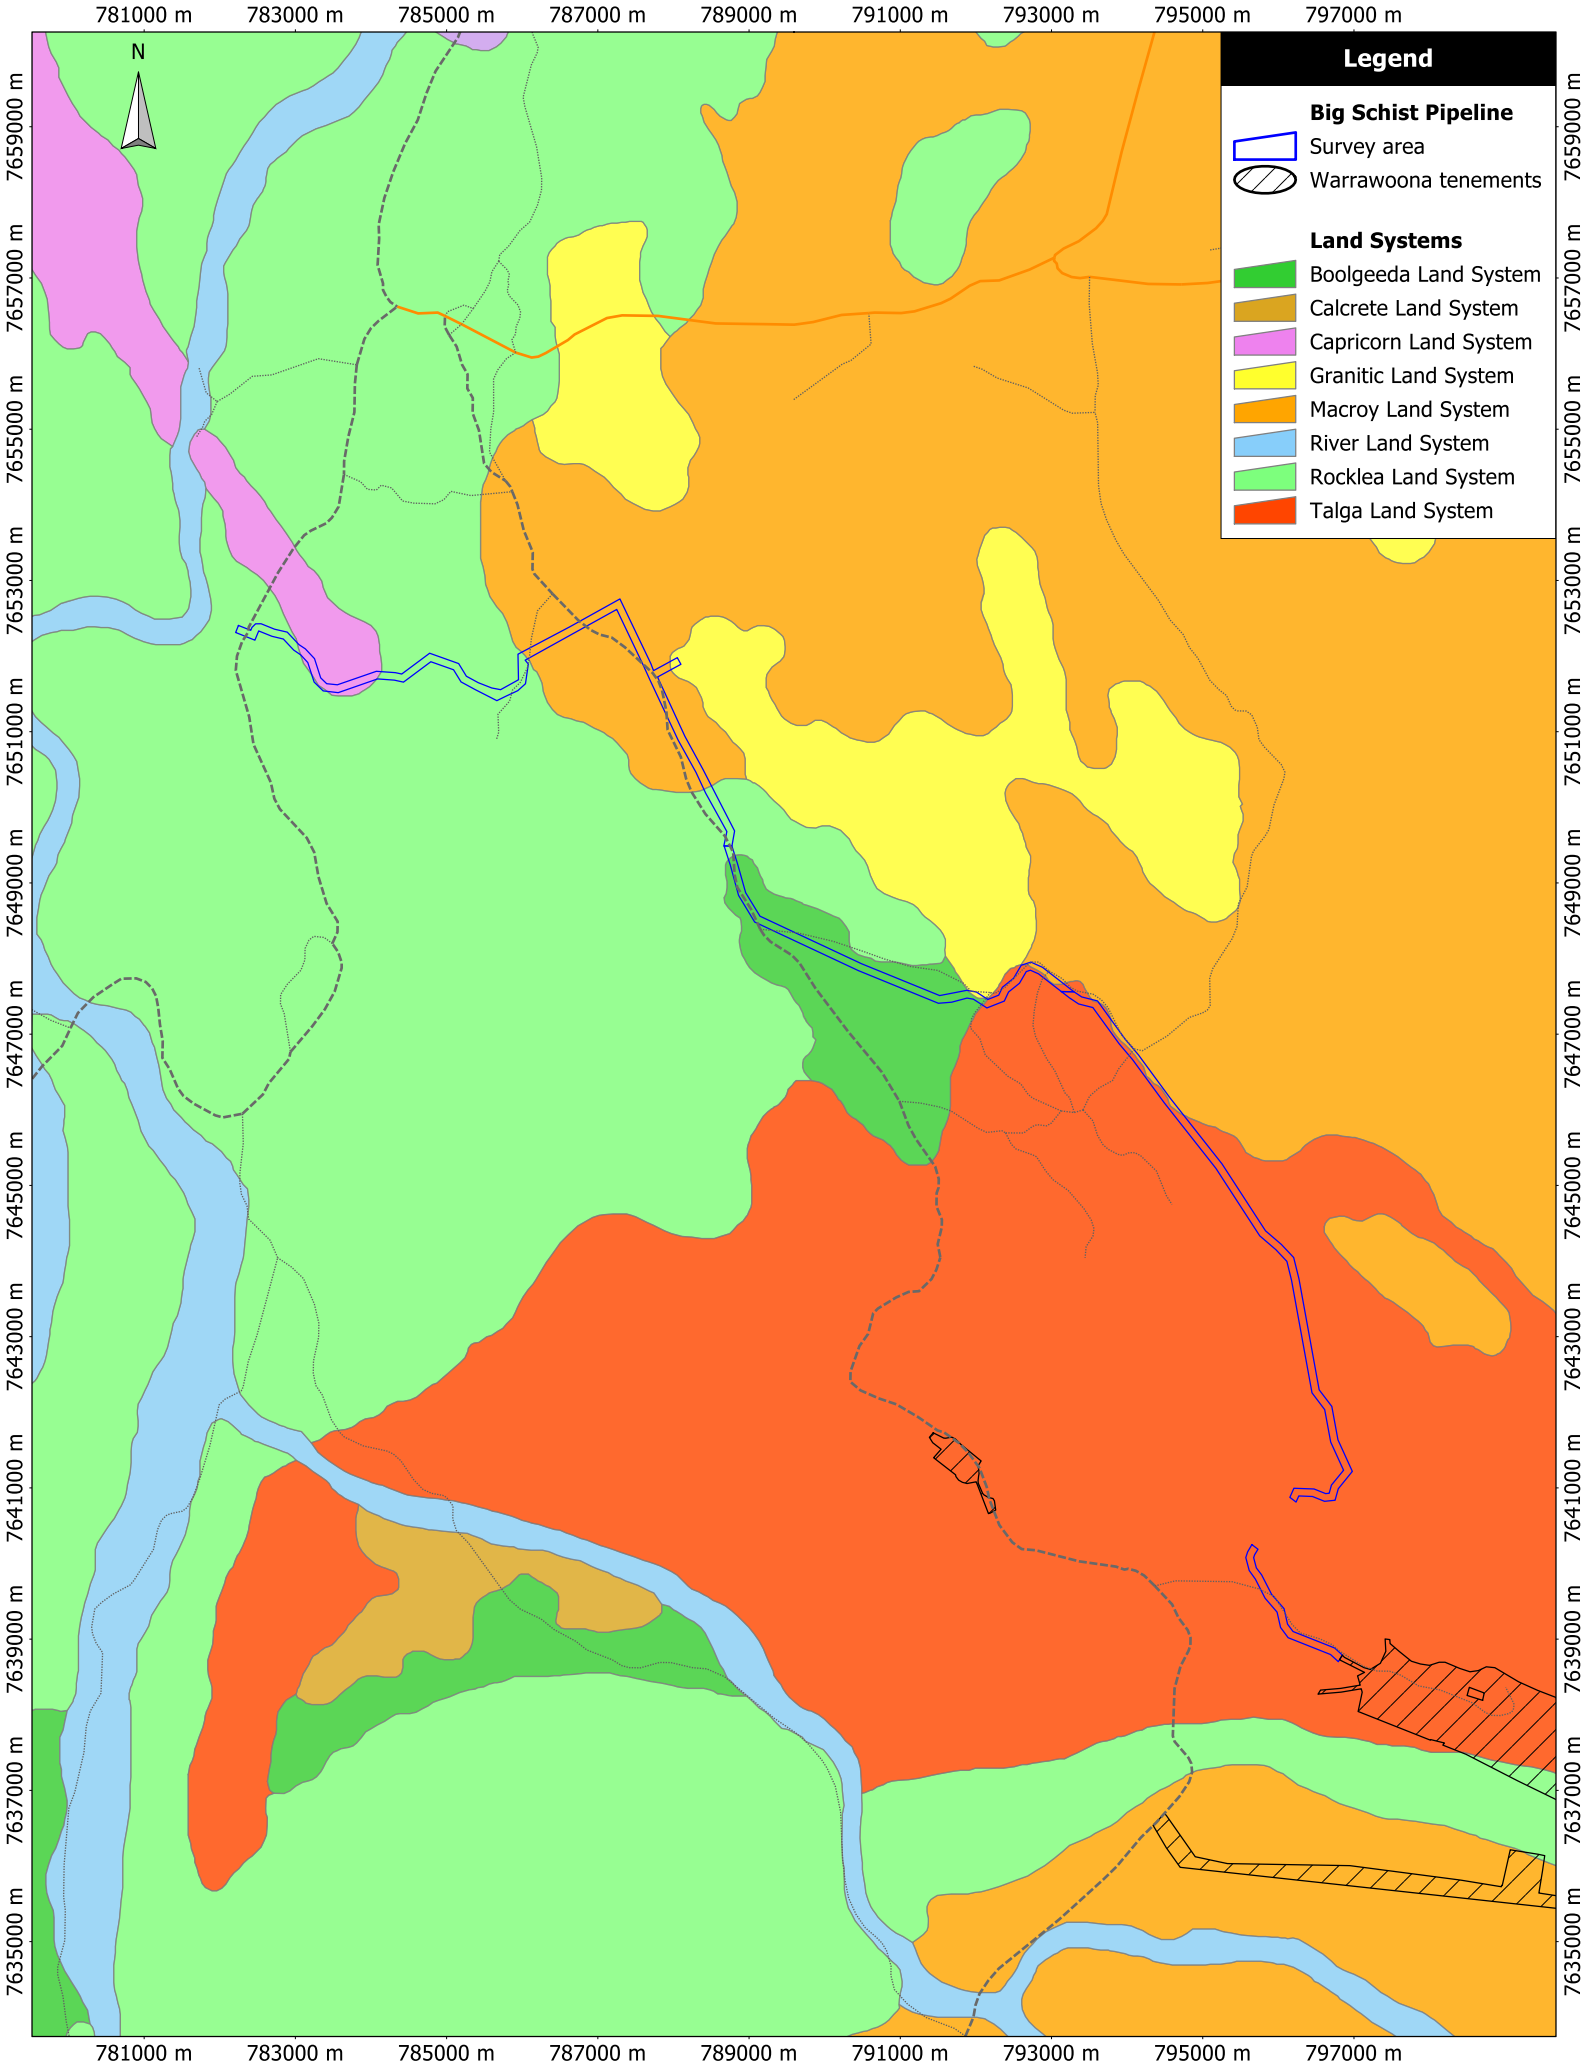 781000 m 783000 m 785000 m 787000 m 789000 m 791000 m 793000 m 795000 m 797000 m
N
Legend
Big Schist Pipeline
Survey area
Warrawoona tenements
Land Systems
Boolgeeda Land System
Calcrete Land System
Capricorn Land System
Granitic Land System
Macroy Land System
River Land System
Rocklea Land System
Talga Land System
7659000 m
7657000 m
7655000 m
7653000 m
7651000 m
7649000 m
7647000 m
7645000 m
7643000 m
7641000 m
7639000 m
7637000 m
7635000 m
7659000 m
7657000 m
7655000 m
7653000 m
7651000 m
7649000 m
7647000 m
7645000 m
7643000 m
7641000 m
7639000 m
7637000 m
7635000 m
781000 m 783000 m 785000 m 787000 m 789000 m 791000 m 793000 m 795000 m 797000 m